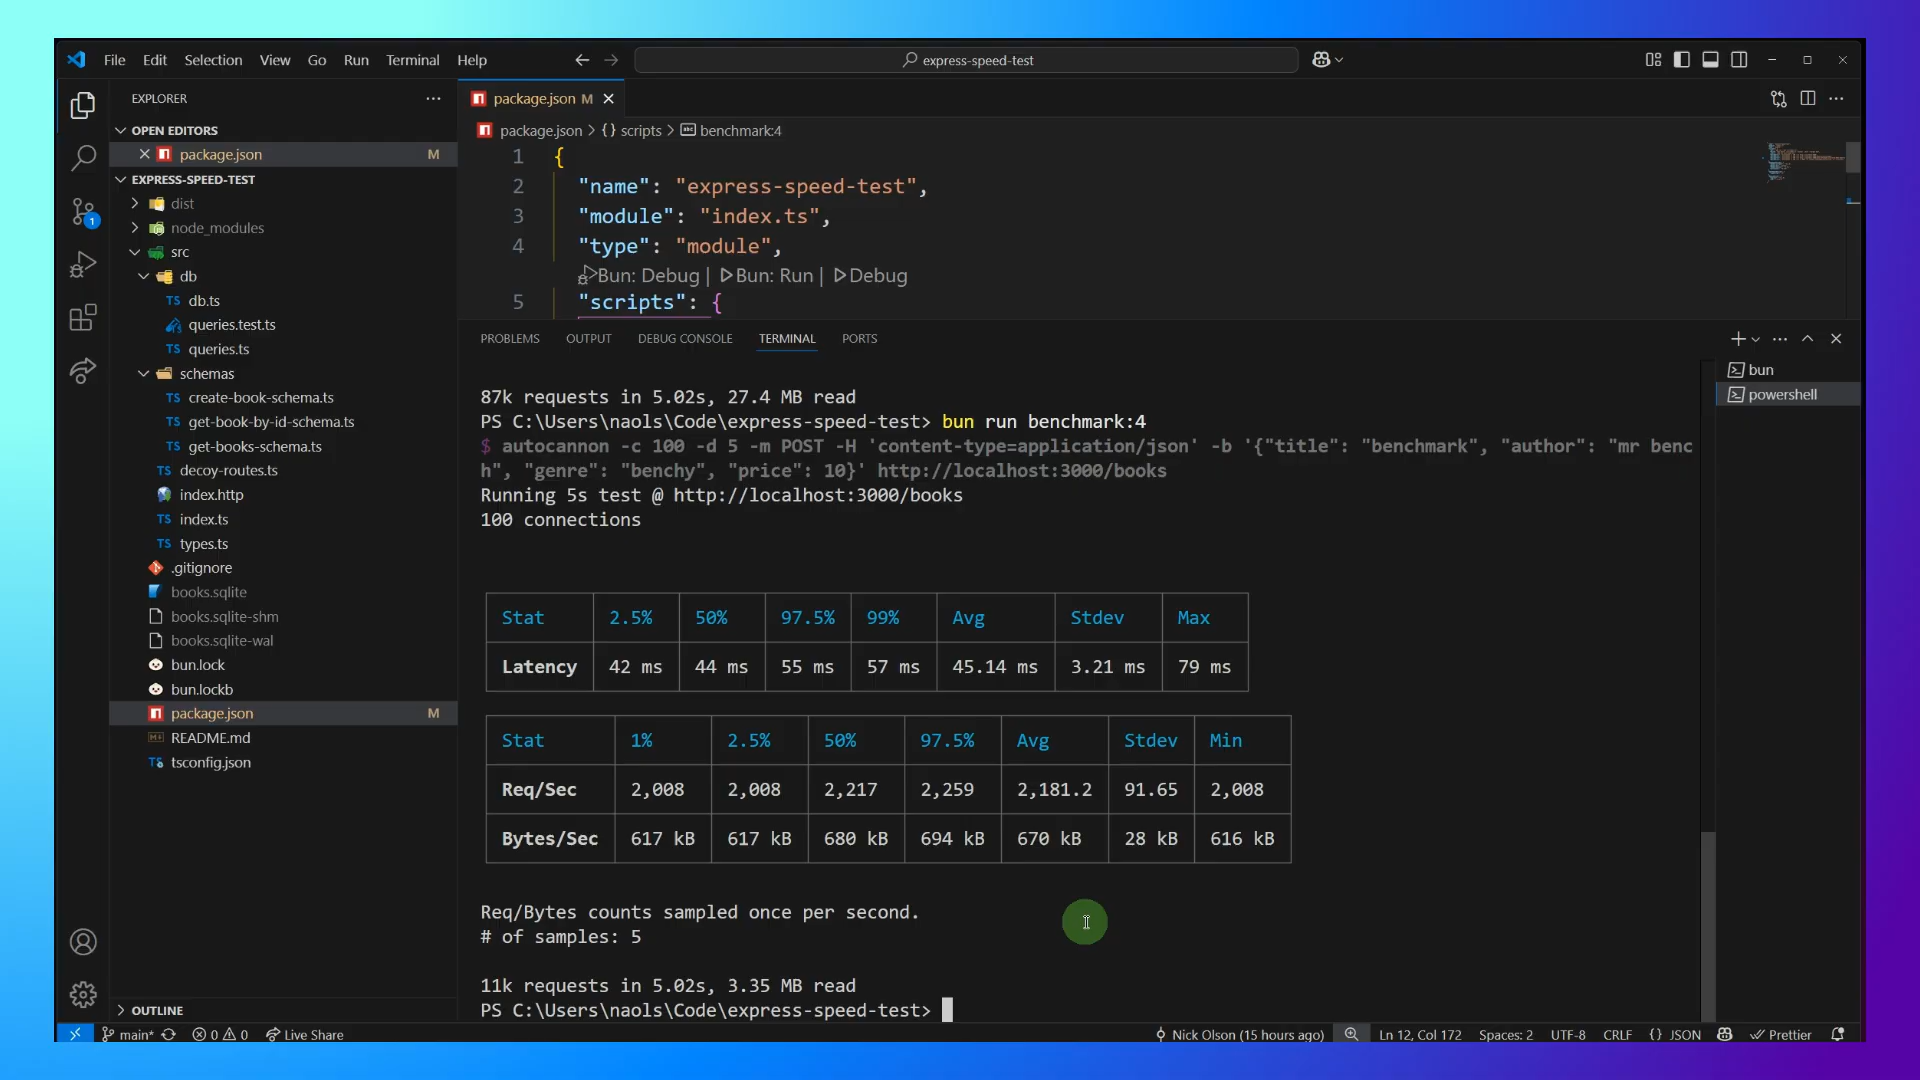 File Edit Selection View Go Run Terminal Help
express-speed-test
EXPLORER
OPEN EDITORS
package.json M
EXPRESS-SPEED-TEST
dist
node_modules
src
db
TS db.ts
queries.test.ts
TS queries.ts
schemas
TS create-book-schema.ts
TS get-book-by-id-schema.ts
TS get-books-schema.ts
TS decoy-routes.ts
index.http
TS index.ts
TS types.ts
.gitignore
books.sqlite
books.sqlite-shm
books.sqlite-wal
bun.lock
bun.lockb
package.json M
README.md
TS tsconfig.json
OUTLINE
1
package.json M
package.json > {} scripts > benchmark:4
1 {
2 "name": "express-speed-test",
3 "module": "index.ts",
4 "type": "module",
Bun: Debug | Bun: Run | Debug
5 "scripts": {
PROBLEMS OUTPUT DEBUG CONSOLE TERMINAL PORTS
bun
powershell
87k requests in 5.02s, 27.4 MB read
PS C:\Users\naols\Code\express-speed-test> bun run benchmark:4
$ autocannon -c 100 -d 5 -m POST -H 'content-type=application/json' -b '{"title": "benchmark", "author": "mr benc
h", "genre": "benchy", "price": 10}' http://localhost:3000/books
Running 5s test @ http://localhost:3000/books
100 connections
Stat 2.5% 50% 97.5% 99% Avg Stdev Max
Latency 42 ms 44 ms 55 ms 57 ms 45.14 ms 3.21 ms 79 ms
Stat 1% 2.5% 50% 97.5% Avg Stdev Min
Req/Sec 2,008 2,008 2,217 2,259 2,181.2 91.65 2,008
Bytes/Sec 617 kB 617 kB 680 kB 694 kB 670 kB 28 kB 616 kB
Req/Bytes counts sampled once per second.
# of samples: 5
11k requests in 5.02s, 3.35 MB read
PS C:\Users\naols\Code\express-speed-test>
main* 0 0 Live Share Nick Olson (15 hours ago) Ln 12, Col 172 Spaces: 2 UTF-8 CRLF {} JSON Prettier